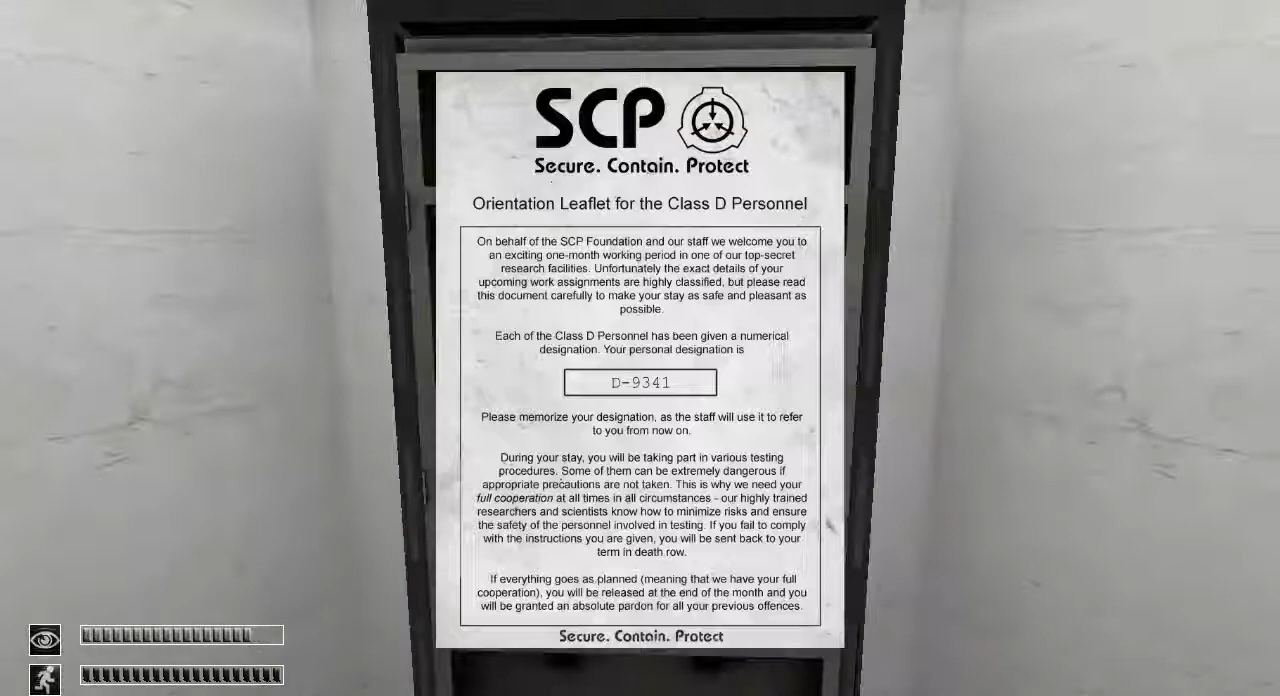 SCP
Secure. Contain. Protect
Orientation Leaflet for the Class D Personnel
On behalf of the SCP Foundation and our staff we welcome you to
an exciting one-month working period in one of our top-secret
research facilities. Unfortunately the exact details of your
upcoming work assignments are highly classified, but please read
this document carefully to make your stay as safe and pleasant as
possible.
Each of the Class D Personnel has been given a numerical
designation. Your personal designation is
D-9341
Please memorize your designation, as the staff will use it to refer
to you from now on.
During your stay, you will be taking part in various testing
procedures. Some of them can be extremely dangerous if
appropriate precautions are not taken. This is why we need your
full cooperation at all times in all circumstances - our highly trained
researchers and scientists know how to minimize risks and ensure
the safety of the personnel involved in testing. If you fail to comply
with the instructions you are given, you will be sent back to your
term in death row.
If everything goes as planned (meaning that we have your full
cooperation), you will be released at the end of the month and you
will be granted an absolute pardon for all your previous offences.
Secure. Contain. Protect